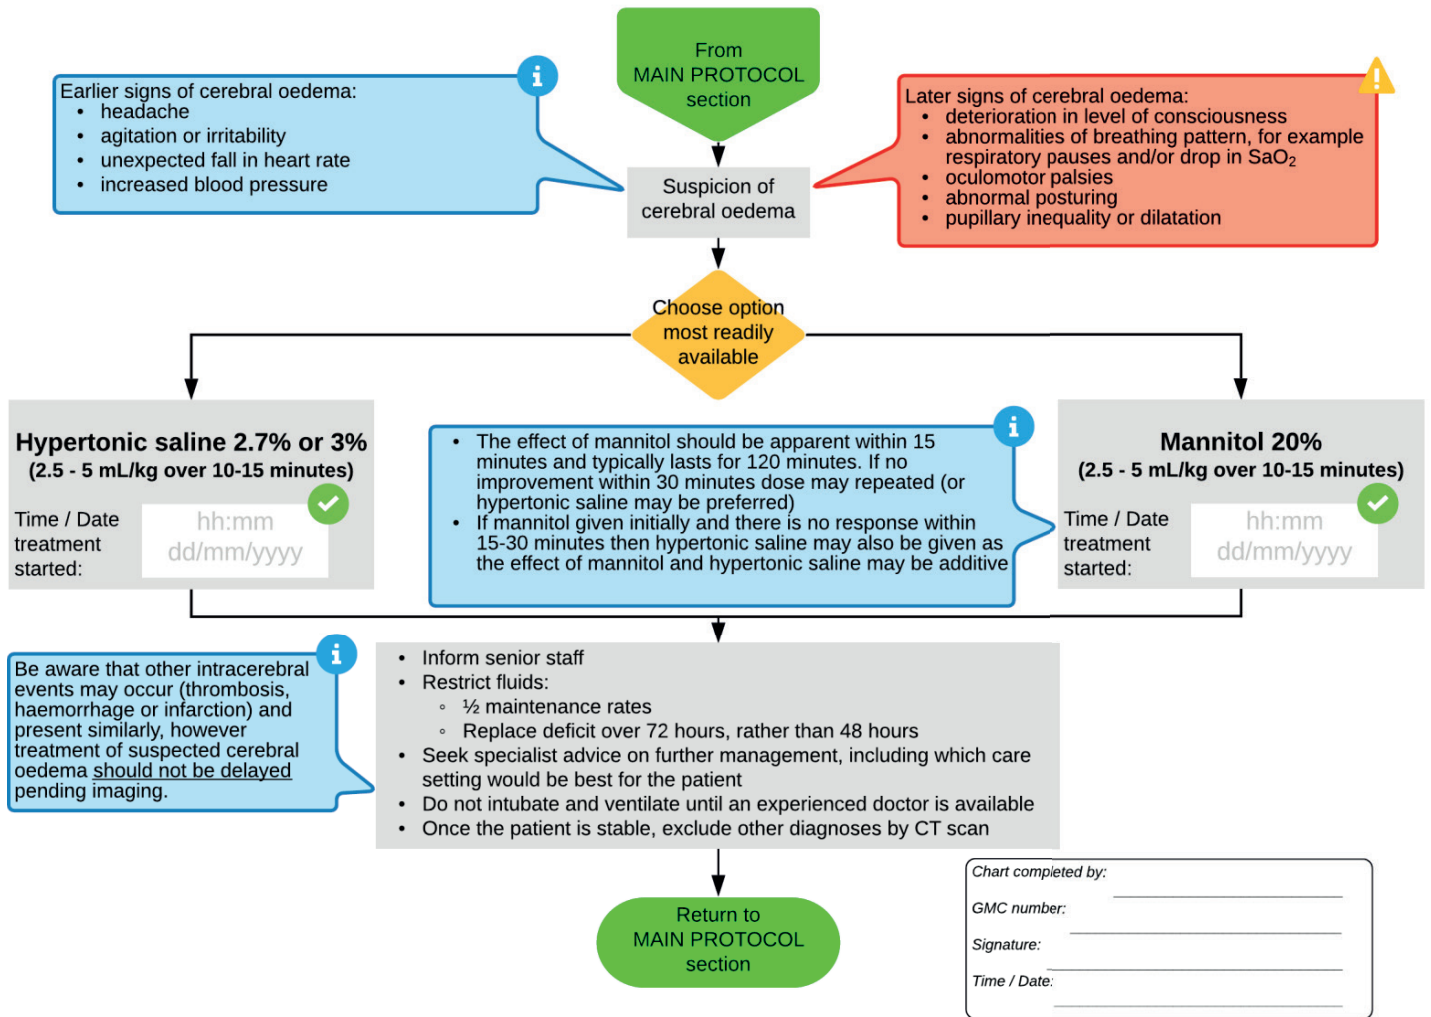 From
MAIN PROTOCOL
section
Earlier signs of cerebral oedema:
• headache
• agitation or irritability
• unexpected fall in heart rate
• increased blood pressure
Later signs of cerebral oedema:
• deterioration in level of consciousness
• abnormalities of breathing pattern, for example
respiratory pauses and/or drop in SaO₂
• oculomotor palsies
• abnormal posturing
• pupillary inequality or dilatation
Suspicion of
cerebral oedema
Choose option
most readily
available
Hypertonic saline 2.7% or 3%
(2.5 - 5 mL/kg over 10-15 minutes)
Time / Date
treatment
started:
hh:mm
dd/mm/yyyy
• The effect of mannitol should be apparent within 15
minutes and typically lasts for 120 minutes. If no
improvement within 30 minutes dose may repeated (or
hypertonic saline may be preferred)
• If mannitol given initially and there is no response within
15-30 minutes then hypertonic saline may also be given as
the effect of mannitol and hypertonic saline may be additive
Mannitol 20%
(2.5 - 5 mL/kg over 10-15 minutes)
Time / Date
treatment
started:
hh:mm
dd/mm/yyyy
Be aware that other intracerebral
events may occur (thrombosis,
haemorrhage or infarction) and
present similarly, however
treatment of suspected cerebral
oedema should not be delayed
pending imaging.
• Inform senior staff
• Restrict fluids:
◦ ½ maintenance rates
◦ Replace deficit over 72 hours, rather than 48 hours
• Seek specialist advice on further management, including which care
setting would be best for the patient
• Do not intubate and ventilate until an experienced doctor is available
• Once the patient is stable, exclude other diagnoses by CT scan
Return to
MAIN PROTOCOL
section
Chart completed by:
GMC number:
Signature:
Time / Date: